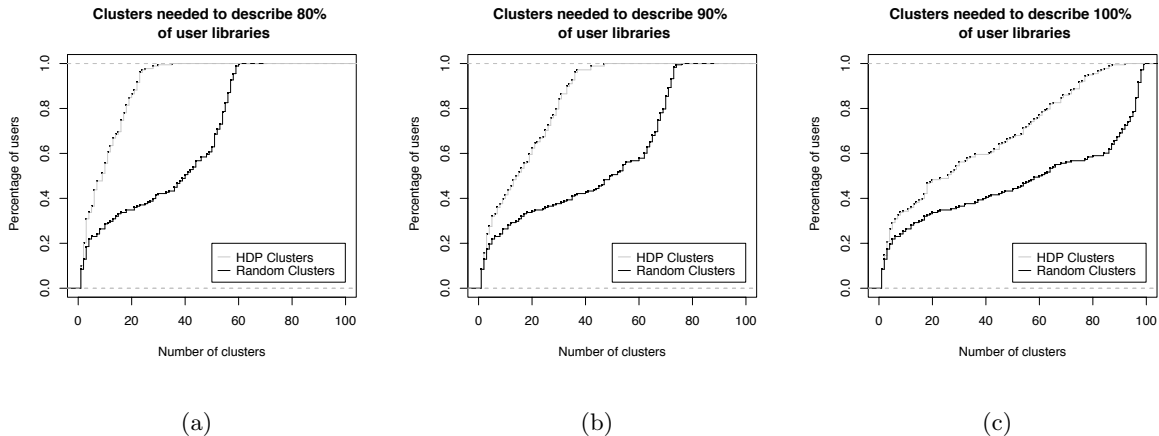 Clusters needed to describe 80%
of user libraries
Percentage of users
0.0 0.2 0.4 0.6 0.8 1.0
HDP Clusters
Random Clusters
0 20 40 60 80 100
Number of clusters
(a)
Clusters needed to describe 90%
of user libraries
Percentage of users
0.0 0.2 0.4 0.6 0.8 1.0
HDP Clusters
Random Clusters
0 20 40 60 80 100
Number of clusters
(b)
Clusters needed to describe 100%
of user libraries
Percentage of users
0.0 0.2 0.4 0.6 0.8 1.0
HDP Clusters
Random Clusters
0 20 40 60 80 100
Number of clusters
(c)